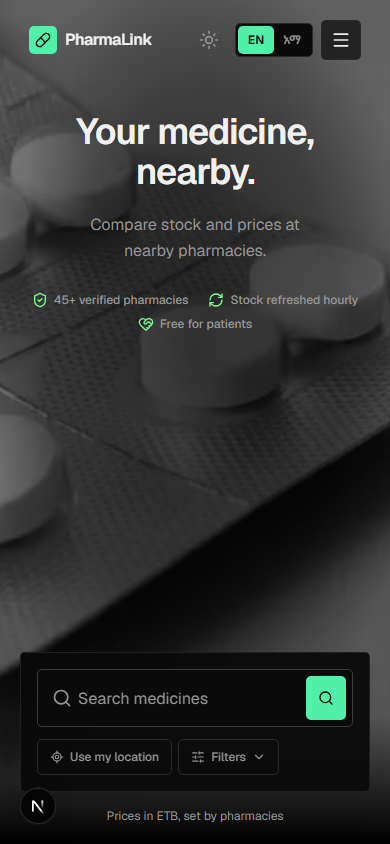 PharmaLink
EN
አማ
Your medicine,
nearby.
Compare stock and prices at
nearby pharmacies.
45+ verified pharmacies
Stock refreshed hourly
Free for patients
Search medicines
Use my location
Filters
N
Prices in ETB, set by pharmacies